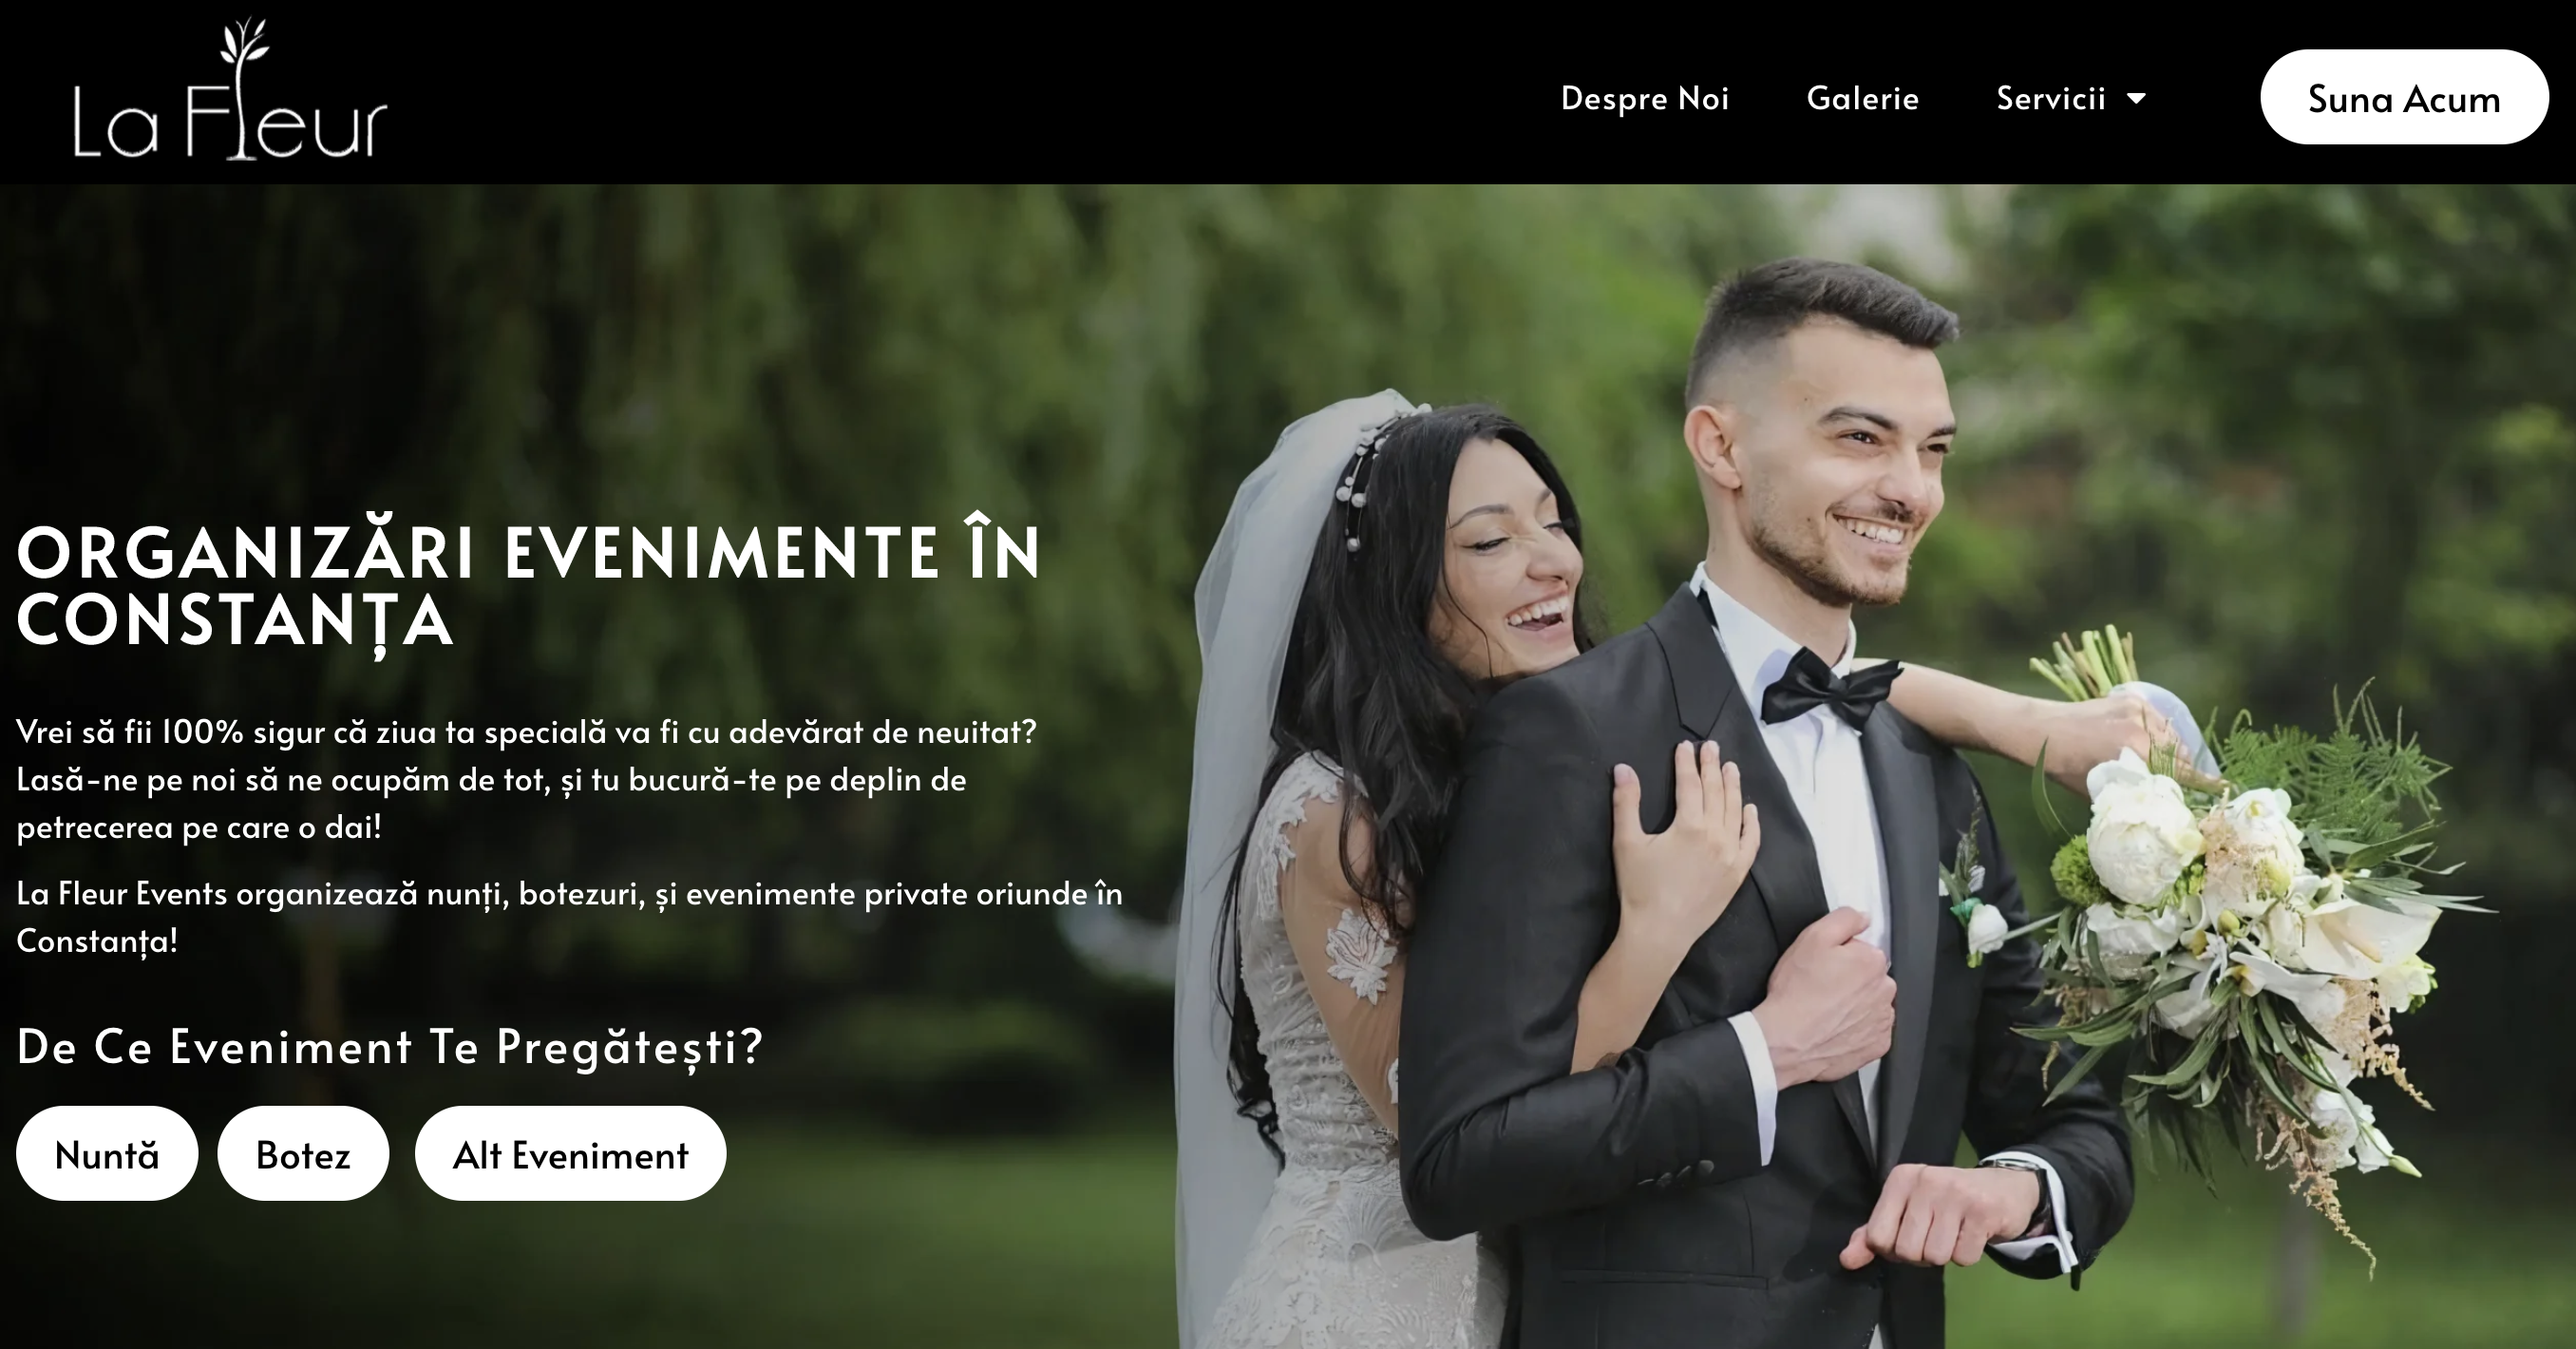 La Fleur
Despre Noi
Galerie
Servicii
Suna Acum
ORGANIZĂRI EVENIMENTE ÎN
CONSTANȚA
Vrei să fii 100% sigur că ziua ta specială va fi cu adevărat de neuitat?
Lasă-ne pe noi să ne ocupăm de tot, și tu bucură-te pe deplin de
petrecerea pe care o dai!
La Fleur Events organizează nunți, botezuri, și evenimente private oriunde în
Constanța!
De Ce Eveniment Te Pregătești?
Nuntă
Botez
Alt Eveniment